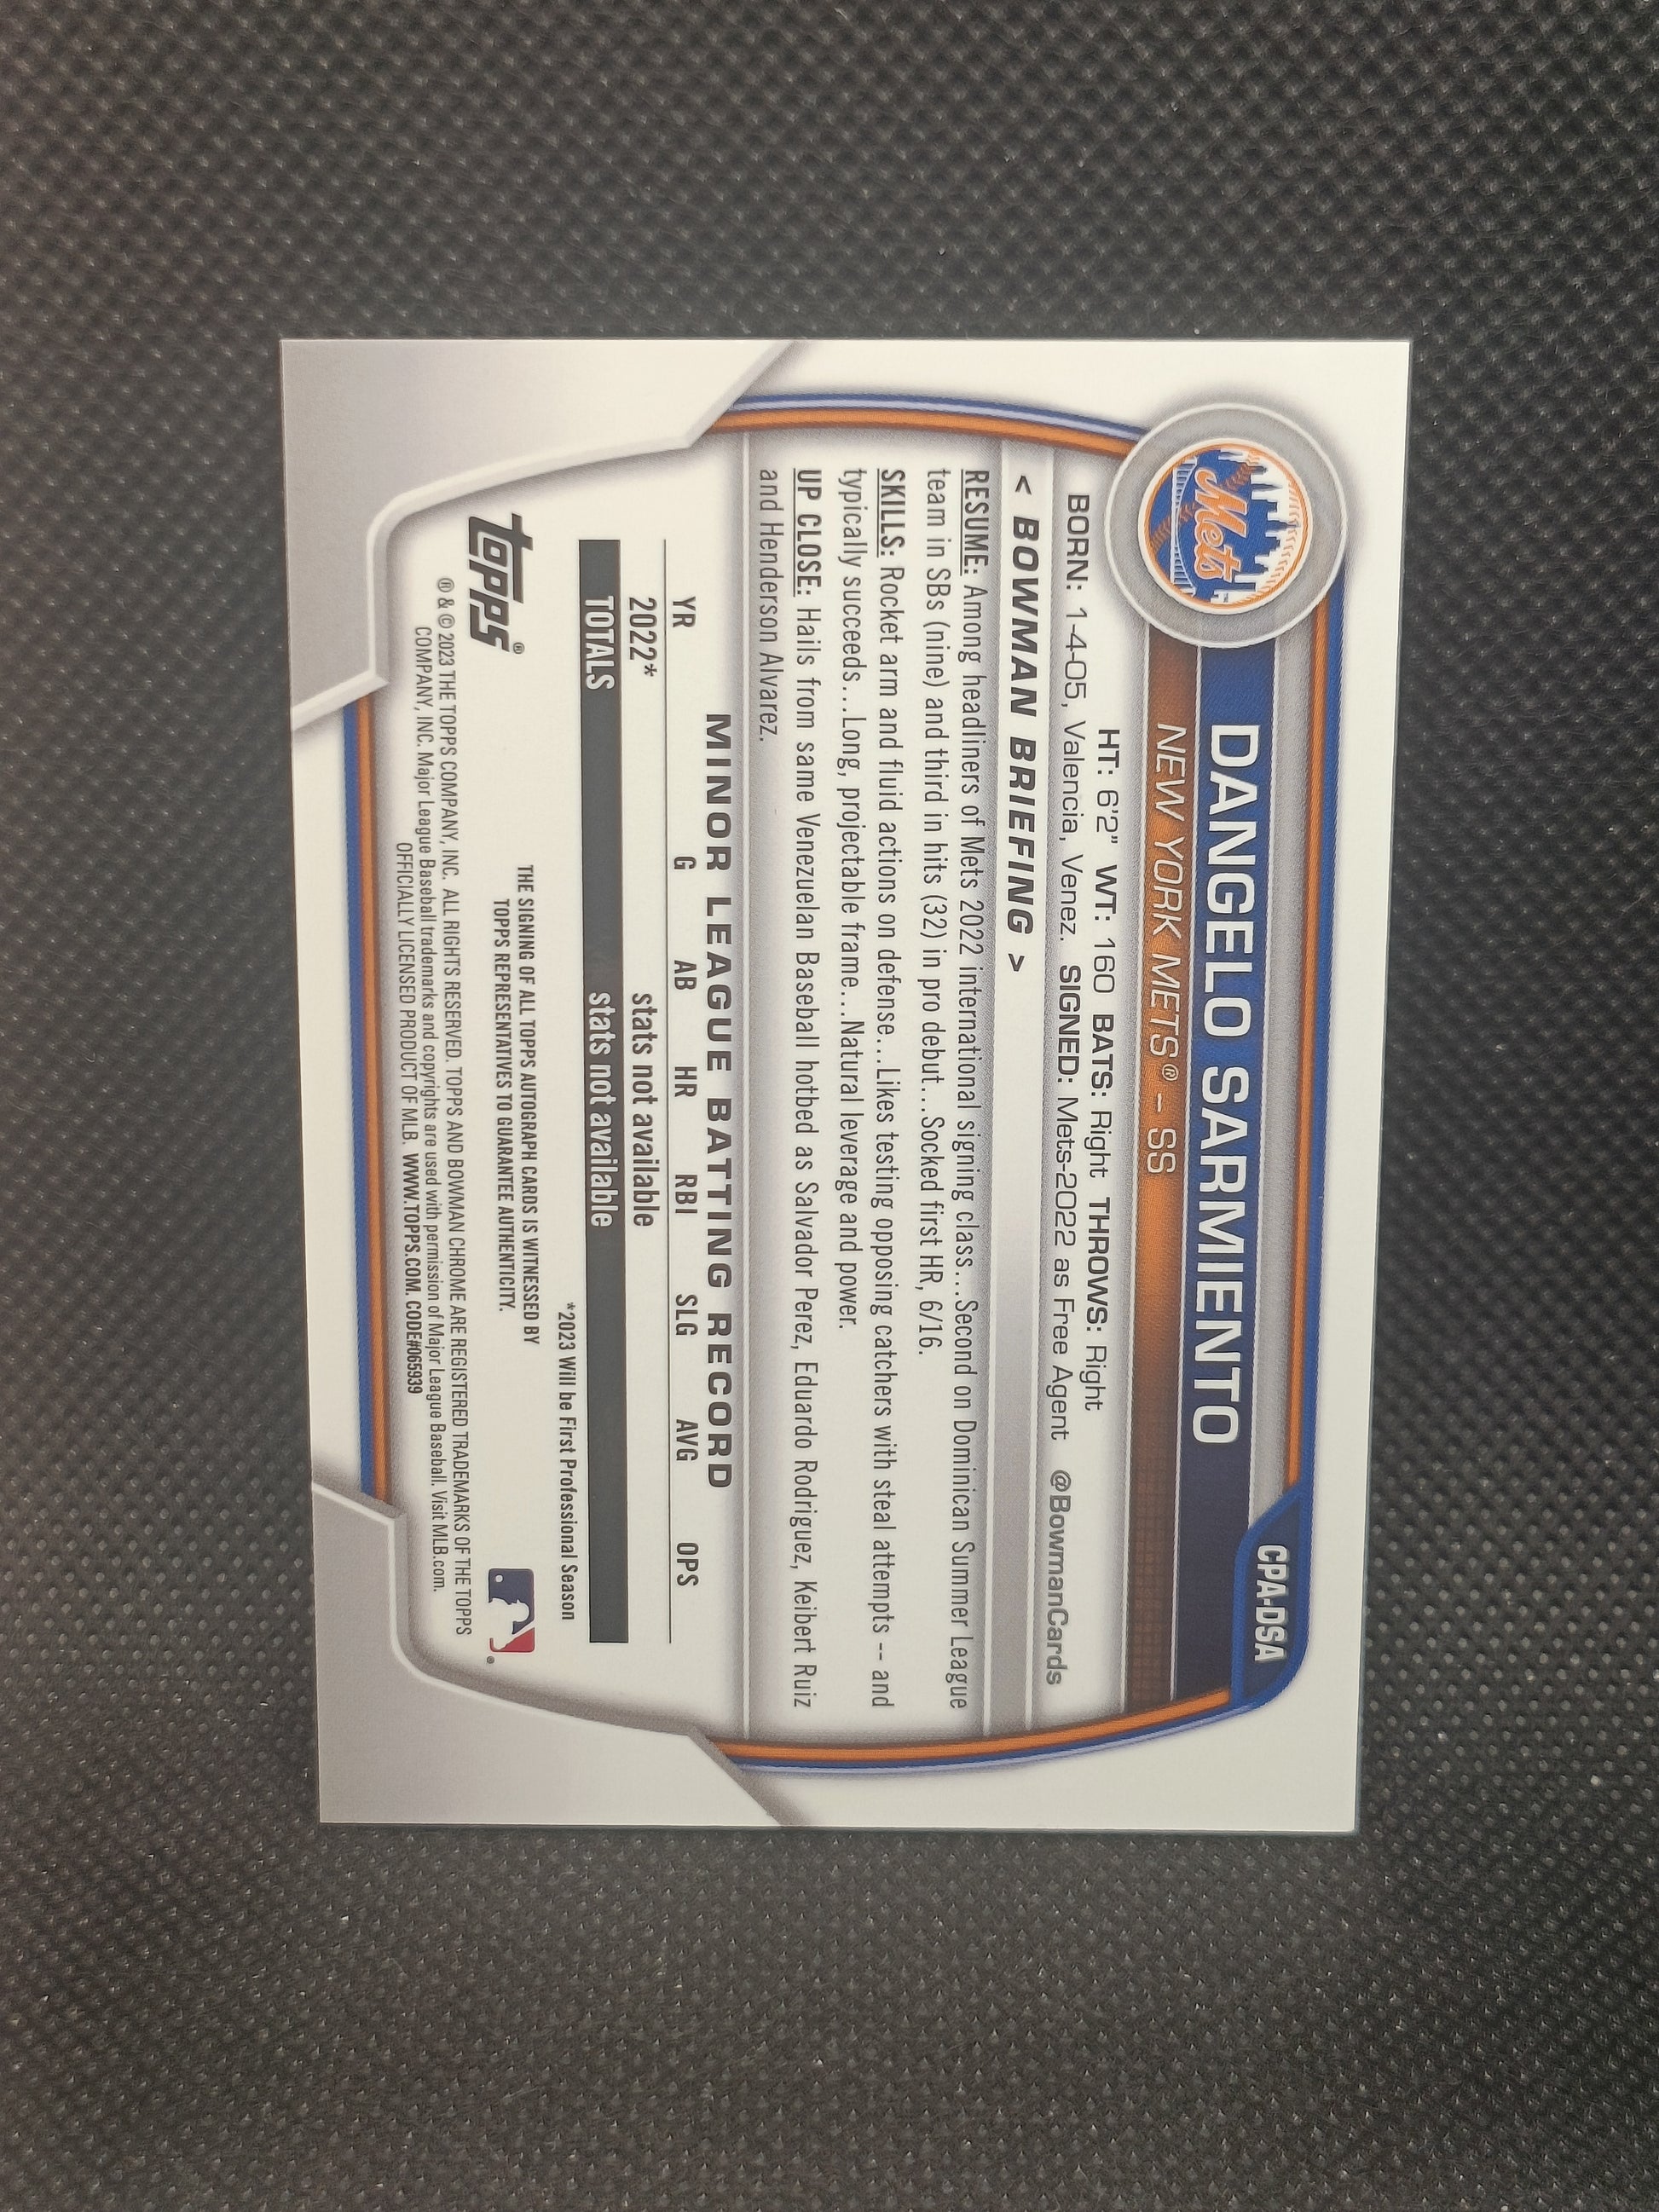 CPA-DSA
DANGELO SARMIENTO
NEW YORK METS® – SS
Mets
HT: 6'2" WT: 160 BATS: Right THROWS: Right
BORN: 1-4-05, Valencia, Venez. SIGNED: Mets-2022 as Free Agent @BowmanCards
< BOWMAN BRIEFING >
RESUME: Among headliners of Mets 2022 international signing class...Second on Dominican Summer League
team in SBs (nine) and third in hits (32) in pro debut...Socked first HR, 6/16.
SKILLS: Rocket arm and fluid actions on defense...Likes testing opposing catchers with steal attempts -- and
typically succeeds...Long, projectable frame...Natural leverage and power.
UP CLOSE: Hails from same Venezuelan Baseball hotbed as Salvador Perez, Eduardo Rodriguez, Keibert Ruiz
and Henderson Alvarez.
MINOR LEAGUE BATTING RECORD
YR G AB HR RBI SLG AVG OPS
2022* stats not available
TOTALS stats not available
*2023 Will be First Professional Season
THE SIGNING OF ALL TOPPS AUTOGRAPH CARDS IS WITNESSED BY
TOPPS REPRESENTATIVES TO GUARANTEE AUTHENTICITY.
topps®
® & © 2023 THE TOPPS COMPANY, INC. ALL RIGHTS RESERVED. TOPPS AND BOWMAN CHROME ARE REGISTERED TRADEMARKS OF THE TOPPS
COMPANY, INC. Major League Baseball trademarks and copyrights are used with permission of Major League Baseball. Visit MLB.com.
OFFICIALLY LICENSED PRODUCT OF MLB. WWW.TOPPS.COM. CODE#065939